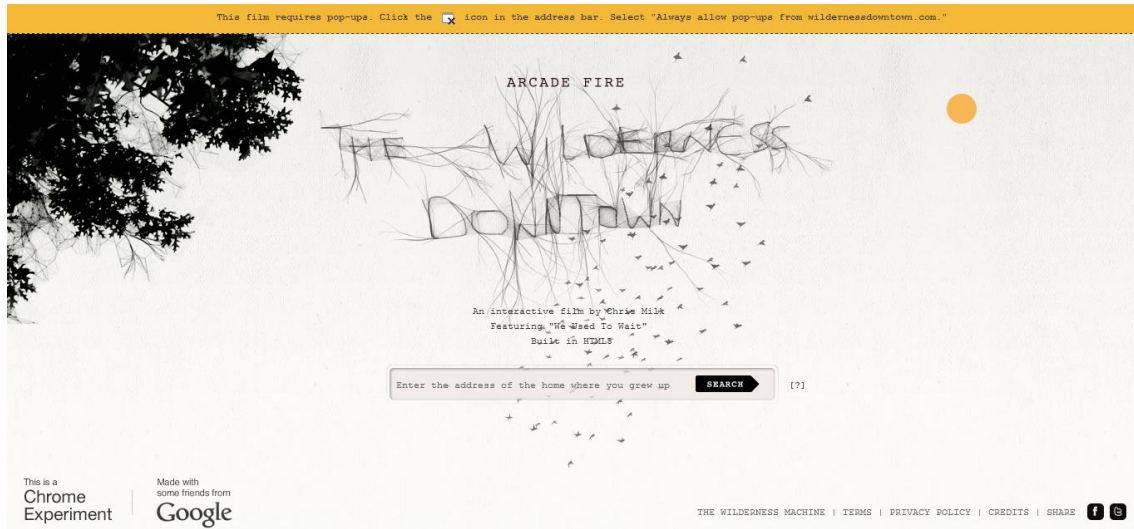 This film requires pop-ups. Click the icon in the address bar. Select "Always allow pop-ups from wildernessdowntown.com."
ARCADE FIRE
THE WILDERNESS
DOWNTOWN
An interactive film by Chris Milk
Featuring "We Used To Wait"
Built in HTML5
Enter the address of the home where you grew up SEARCH [?]
This is a
Chrome
Experiment
Made with
some friends from
Google
THE WILDERNESS MACHINE | TERMS | PRIVACY POLICY | CREDITS | SHARE